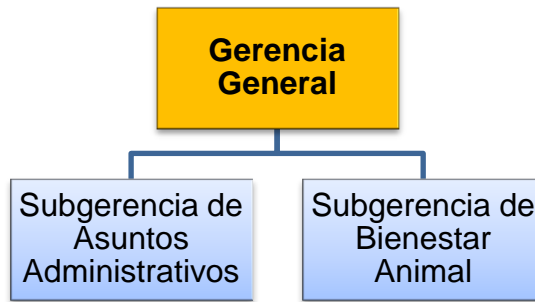 Gerencia
General
Subgerencia de
Asuntos
Administrativos
Subgerencia de
Bienestar
Animal